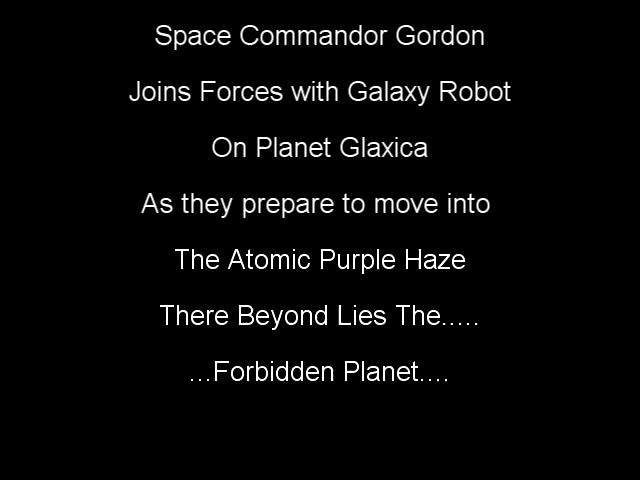 Space Commandor Gordon
Joins Forces with Galaxy Robot
On Planet Glaxica
As they prepare to move into
The Atomic Purple Haze
There Beyond Lies The.....
...Forbidden Planet....